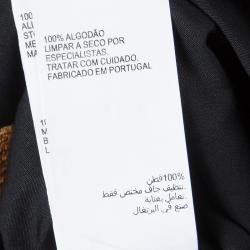 100% ALGODÃO
LIMPAR A SECO POR
ESPECIALISTAS.
TRATAR COM CUIDADO.
FABRICADO EM PORTUGAL
100%قطن
.تنظيف جاف مختص فقط
.تعامل بعناية
صنع في البرتغال